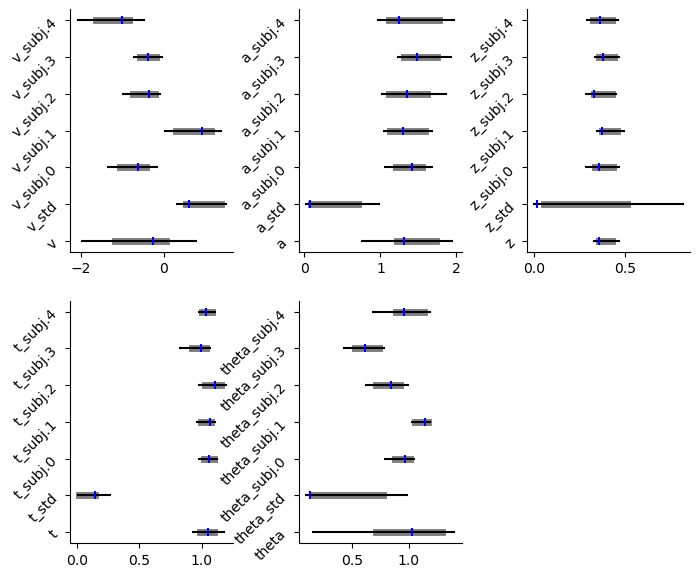 v_subj.4
v_subj.3
v_subj.2
v_subj.1
v_subj.0
v_std
v
−2 0
a_subj.4
a_subj.3
a_subj.2
a_subj.1
a_subj.0
a_std
a
0 1 2
z_subj.4
z_subj.3
z_subj.2
z_subj.1
z_subj.0
z_std
z
0.0 0.5
t_subj.4
t_subj.3
t_subj.2
t_subj.1
t_subj.0
t_std
t
0.0 0.5 1.0
theta_subj.4
theta_subj.3
theta_subj.2
theta_subj.1
theta_subj.0
theta_std
theta
0.5 1.0